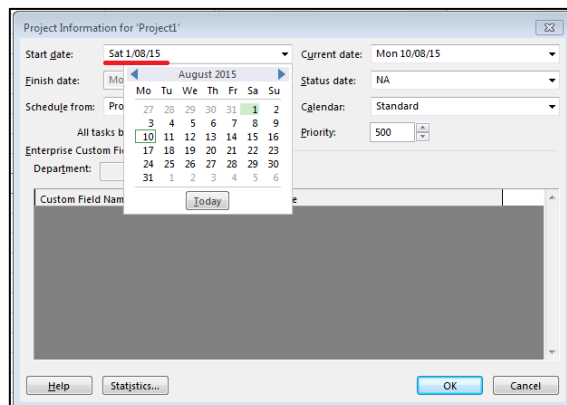 Project Information for 'Project1'
Start date: Sat 1/08/15 Current date: Mon 10/08/15
Finish date: Mo Status date: NA
Schedule from: Pro Calendar: Standard
All tasks b Priority: 500
Enterprise Custom Fi
Department:
Custom Field Nam e
August 2015
Mo Tu We Th Fr Sa Su
27 28 29 30 31 1 2
3 4 5 6 7 8 9
10 11 12 13 14 15 16
17 18 19 20 21 22 23
24 25 26 27 28 29 30
31 1 2 3 4 5 6
Today
Help Statistics... OK Cancel